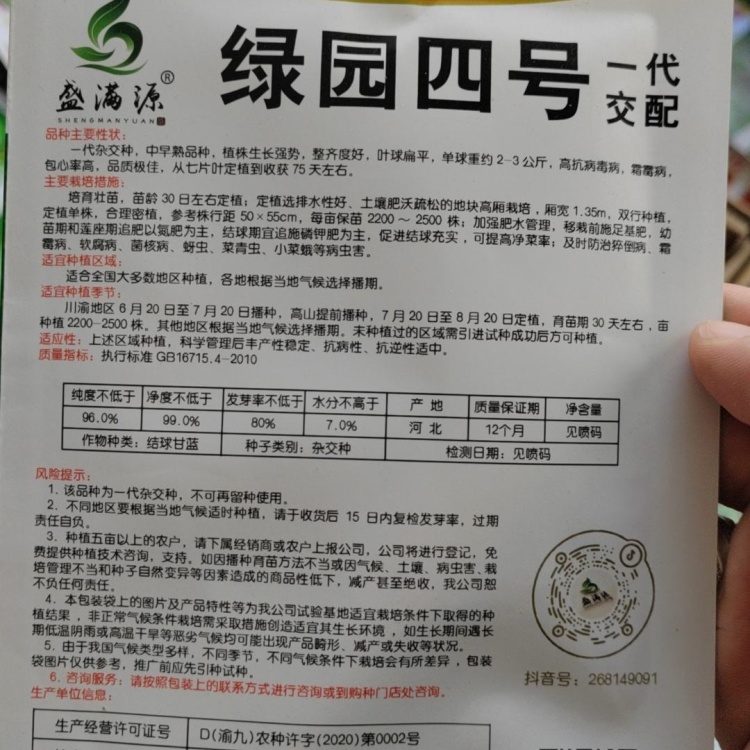 盛满源®
SHENGMANYUAN
绿园四号
一代
交配
品种主要性状:
一代杂交种,中早熟品种,植株生长强势,整齐度好,叶球扁平,单球重约2-3公斤,高抗病毒病,霜霉病,
包心率高,品质极佳,从七片叶定植到收获75天左右。
主要栽培措施:
培育壮苗,苗龄30日左右定植;定植选排水性好、土壤肥沃疏松的地块高厢栽培,厢宽1.35m,双行种植,
定植单株,合理密植,参考株行距50×55cm,每亩保苗2200~2500株;加强肥水管理,移栽前施足基肥,幼
苗期和莲座期追肥以氮肥为主,结球期宜追施磷钾肥为主,促进结球充实,可提高净菜率;及时防治猝倒病、霜
霉病、软腐病、菌核病、蚜虫、菜青虫、小菜蛾等病虫害。
适宜种植区域:
适合全国大多数地区种植,各地根据当地气候选择播期。
适宜种植季节:
川渝地区6月20日至7月20日播种,高山提前播种,7月20日至8月20日定植,育苗期30天左右,亩
种植2200-2500株。其他地区根据当地气候选择播期。未种植过的区域需引进试种成功后方可种植。
适应性:上述区域种植,科学管理后丰产性稳定、抗病性、抗逆性适中。
质量指标:执行标准GB16715.4-2010
纯度不低于 净度不低于 发芽率不低于 水分不高于 产 地 质量保证期 净含量
96.0% 99.0% 80% 7.0% 河 北 12个月 见喷码
作物种类:结球甘蓝 种子类别:杂交种 检测日期:见喷码
风险提示:
1. 该品种为一代杂交种,不可再留种使用。
2. 不同地区要根据当地气候适时种植,请于收货后 15 日内复检发芽率,过期
责任自负。
3. 种植五亩以上的农户,请下属经销商或农户上报公司,公司将进行登记,免
费提供种植技术咨询,支持。如因播种育苗方法不当或因气候、土壤、病虫害、栽
培管理不当和种子自然变异等因素造成的商品性低下,减产甚至绝收,我公司恕
不负任何责任。
4. 本包装袋上的图片及产品特性等均为我公司试验基地适宜栽培条件下取得的种
植结果,非正常气候条件栽培需采取措施创造适宜其生长环境,如生长期间遇长
期低温阴雨或高温干旱等恶劣气候均可能出现产品畸形、减产或失收等状况。
5. 由于我国气候类型多样,不同季节,不同气候条件下栽培会有所差异,包装
袋图片仅供参考,推广前应先引种试种。
6. 咨询服务:请按照包装上的联系方式进行咨询或到购种门店处咨询。
抖音号:268149091
生产单位信息:
生产经营许可证号 D(渝九)农种许字(2020)第0002号